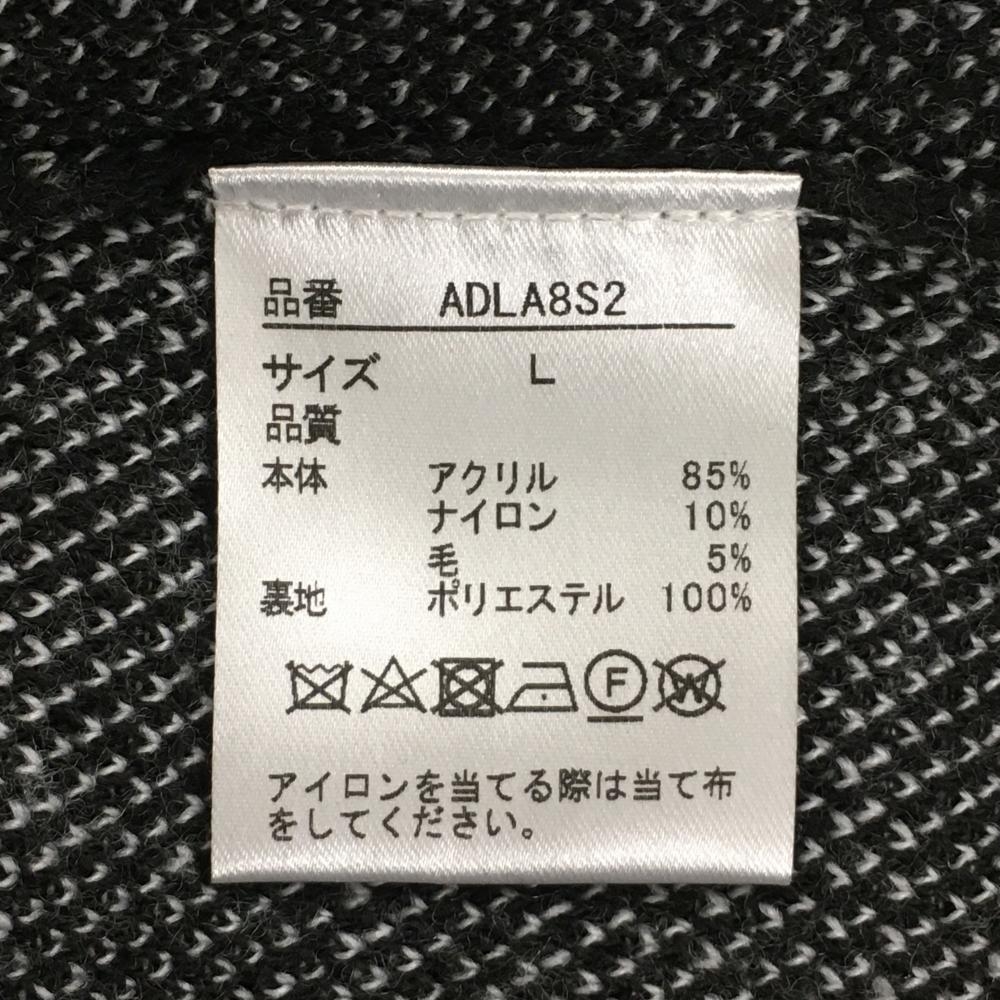 品番 ADLA8S2
サイズ L
品質
本体 アクリル 85%
ナイロン 10%
毛 5%
裏地 ポリエステル 100%
F W
アイロンを当てる際は当て布
をしてください。